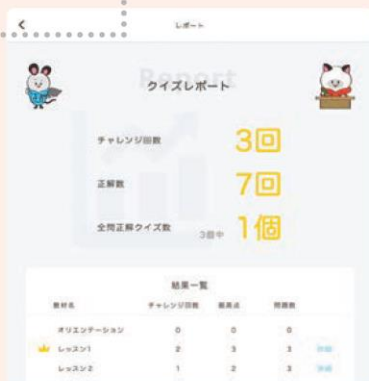 レポート
Report
クイズレポート
チャレンジ回数 3回
正解数 7回
全問正解クイズ数 3個中 1個
結果一覧
教材名 チャレンジ回数 最高点 問題数
オリエンテーション 0 0 0
レッスン1 2 3 3 詳細
レッスン2 1 2 3 詳細